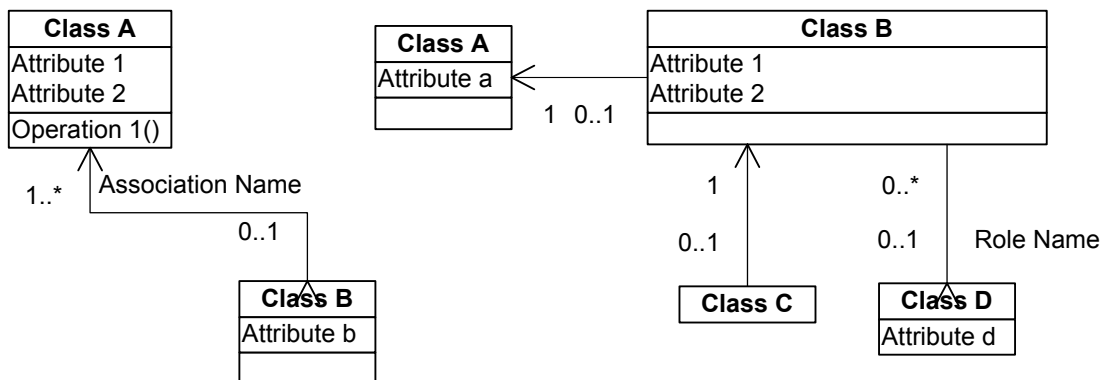 Class A
Attribute 1
Attribute 2
Operation 1()
1..*
Association Name
0..1
Class B
Attribute b
Class A
Attribute a
1 0..1
Class B
Attribute 1
Attribute 2
1
0..1
Class C
0..*
0..1
Role Name
Class D
Attribute d